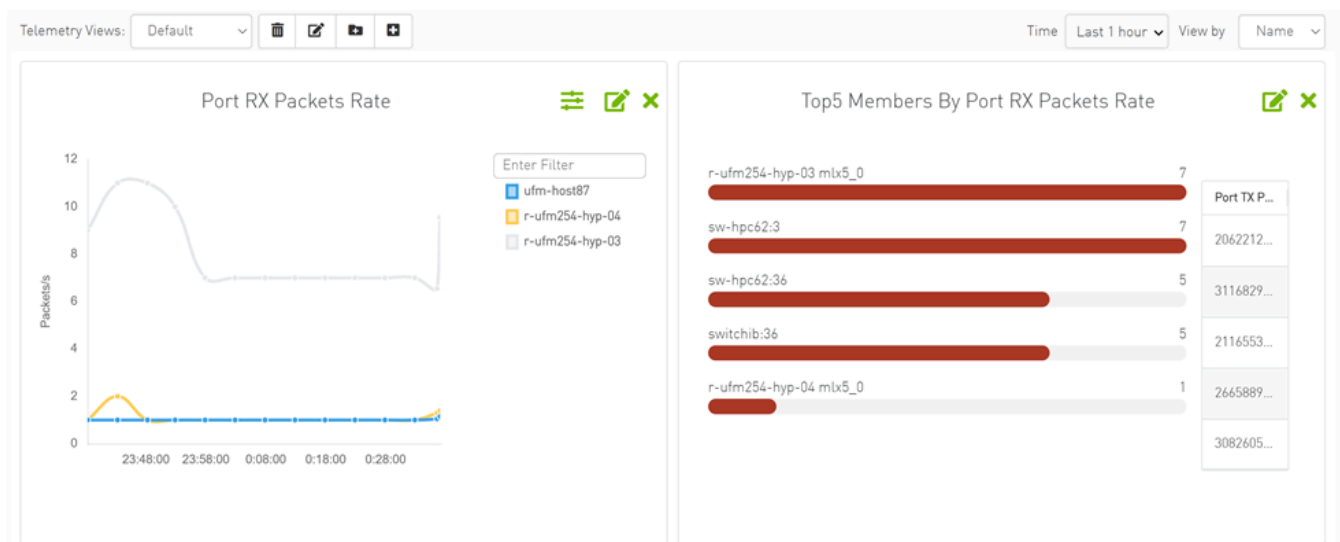 Telemetry Views: Default Time Last 1 hour View by Name
Port RX Packets Rate
Enter Filter
ufm-host87
r-ufm254-hyp-04
r-ufm254-hyp-03
Packets/s
12
10
8
6
4
2
0
23:48:00 23:58:00 0:08:00 0:18:00 0:28:00
Top5 Members By Port RX Packets Rate
r-ufm254-hyp-03 mlx5_0 7
sw-hpc62:3 7
sw-hpc62:36 5
switchib:36 5
r-ufm254-hyp-04 mlx5_0 1
Port TX P...
2062212...
3116829...
2116553...
2665889...
3082605...